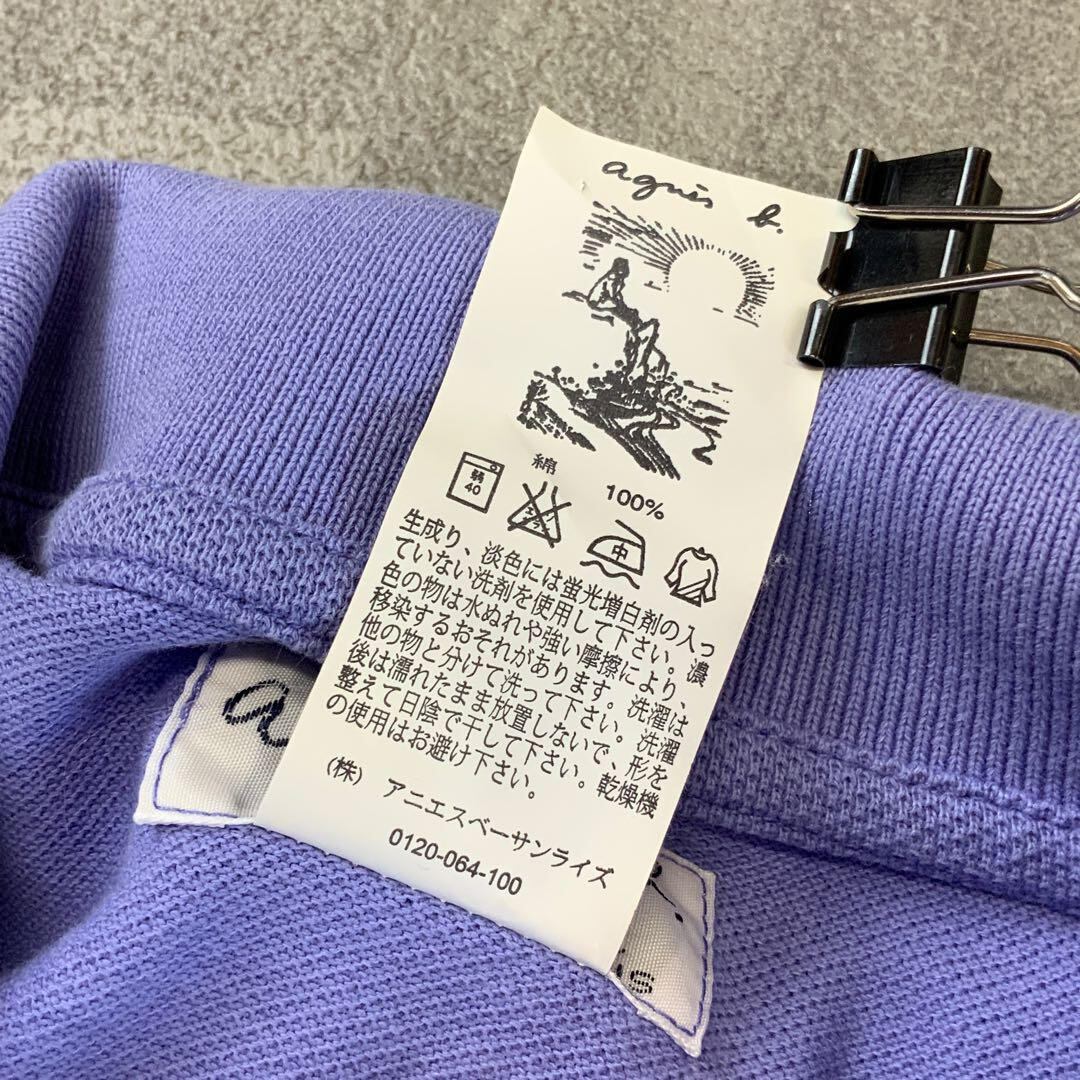 agnès b.
綿 100%
弱
40
中
生成り、淡色には蛍光増白剤の入っ
ていない洗剤を使用して下さい。濃
色の物は水ぬれや強い摩擦により、
移染するおそれがあります。洗濯は
他の物と分けて洗って下さい。洗濯
後は濡れたまま放置しないで、形を
整えて日陰で干して下さい。乾燥機
の使用はお避け下さい。
(株) アニエスベーサンライズ
0120-064-100
a